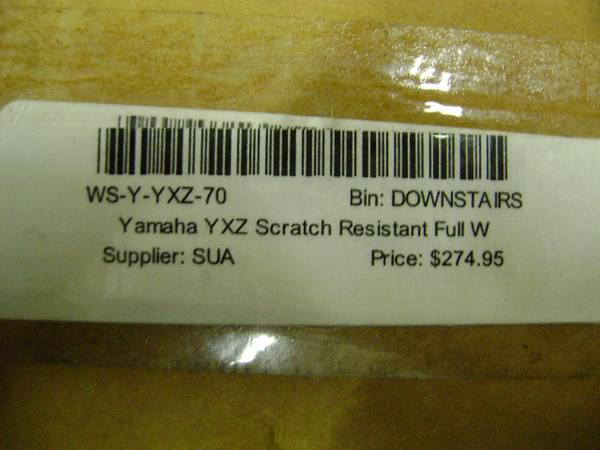 WS-Y-YXZ-70 Bin: DOWNSTAIRS
Yamaha YXZ Scratch Resistant Full W
Supplier: SUA Price: $274.95